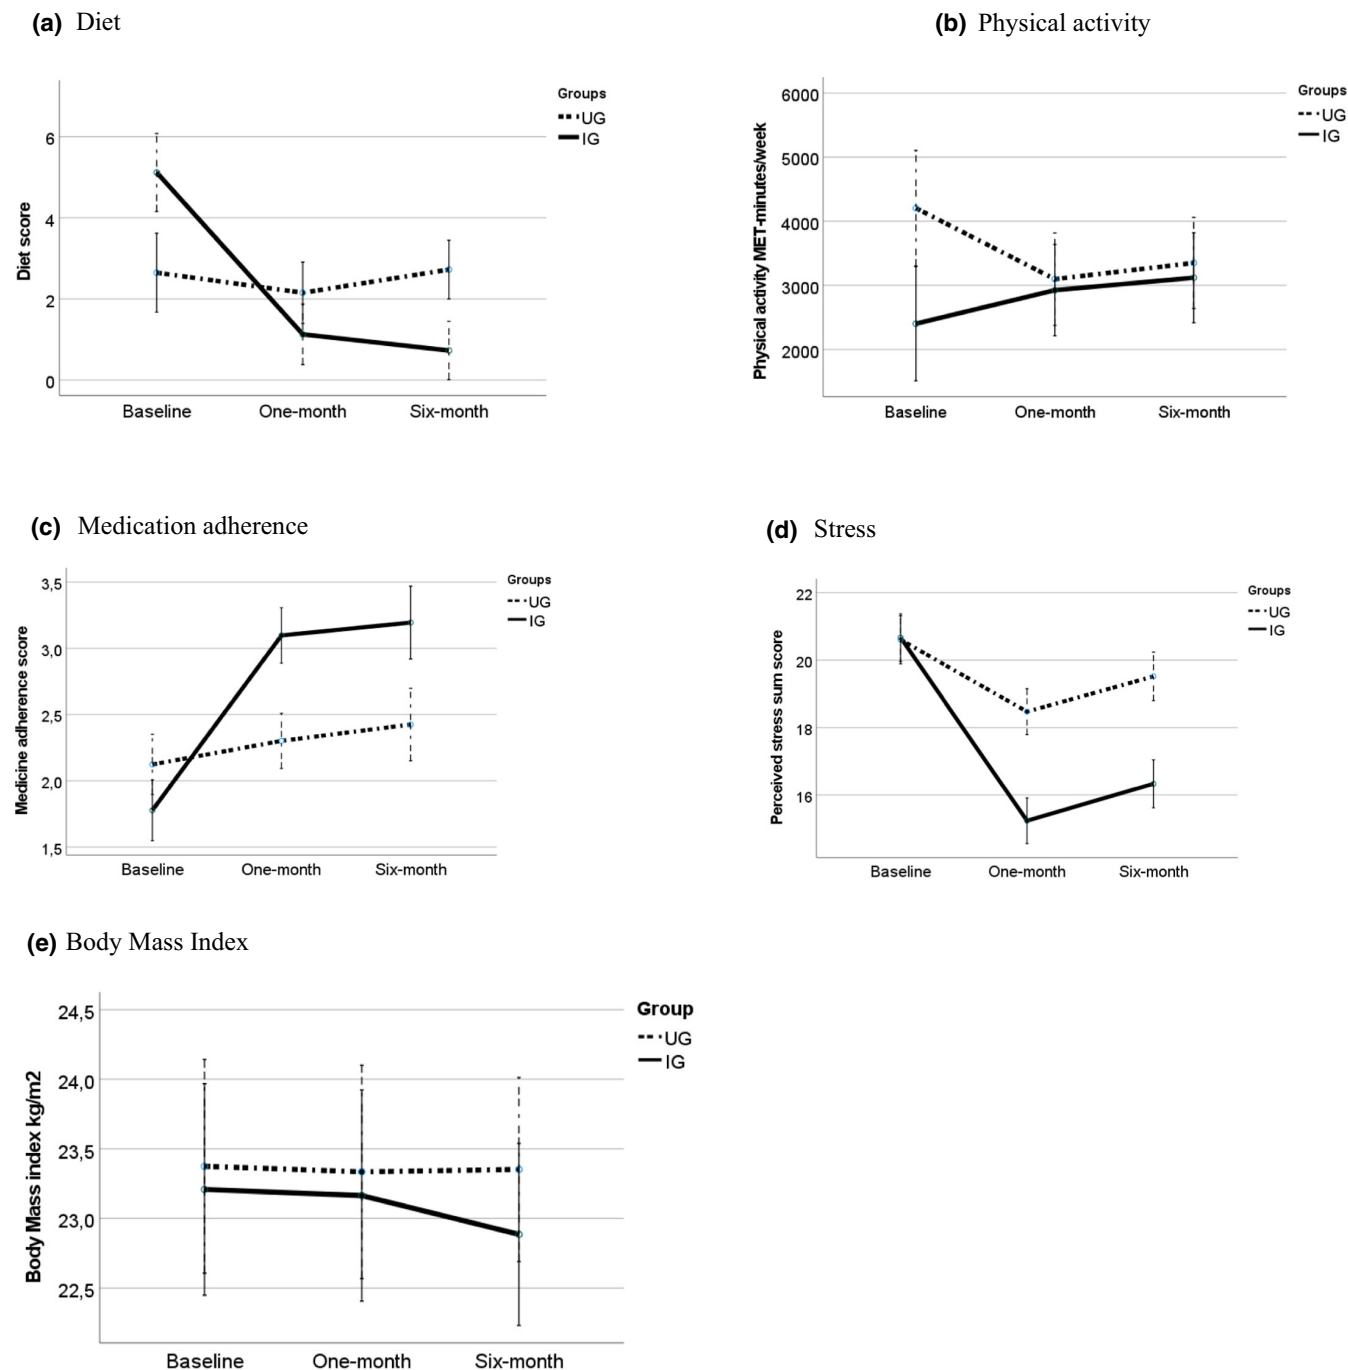 (a) Diet
Groups
UG
IG
Diet score
6
4
2
0
Baseline One-month Six-month
(b) Physical activity
Groups
UG
IG
Physical activity MET-minutes/week
6000
5000
4000
3000
2000
Baseline One-month Six-month
(c) Medication adherence
Groups
UG
IG
Medicine adherence score
3,5
3,0
2,5
2,0
1,5
Baseline One-month Six-month
(d) Stress
Groups
UG
IG
Perceived stress sum score
22
20
18
16
Baseline One-month Six-month
(e) Body Mass Index
Group
UG
IG
Body Mass index kg/m2
24,5
24,0
23,5
23,0
22,5
Baseline One-month Six-month